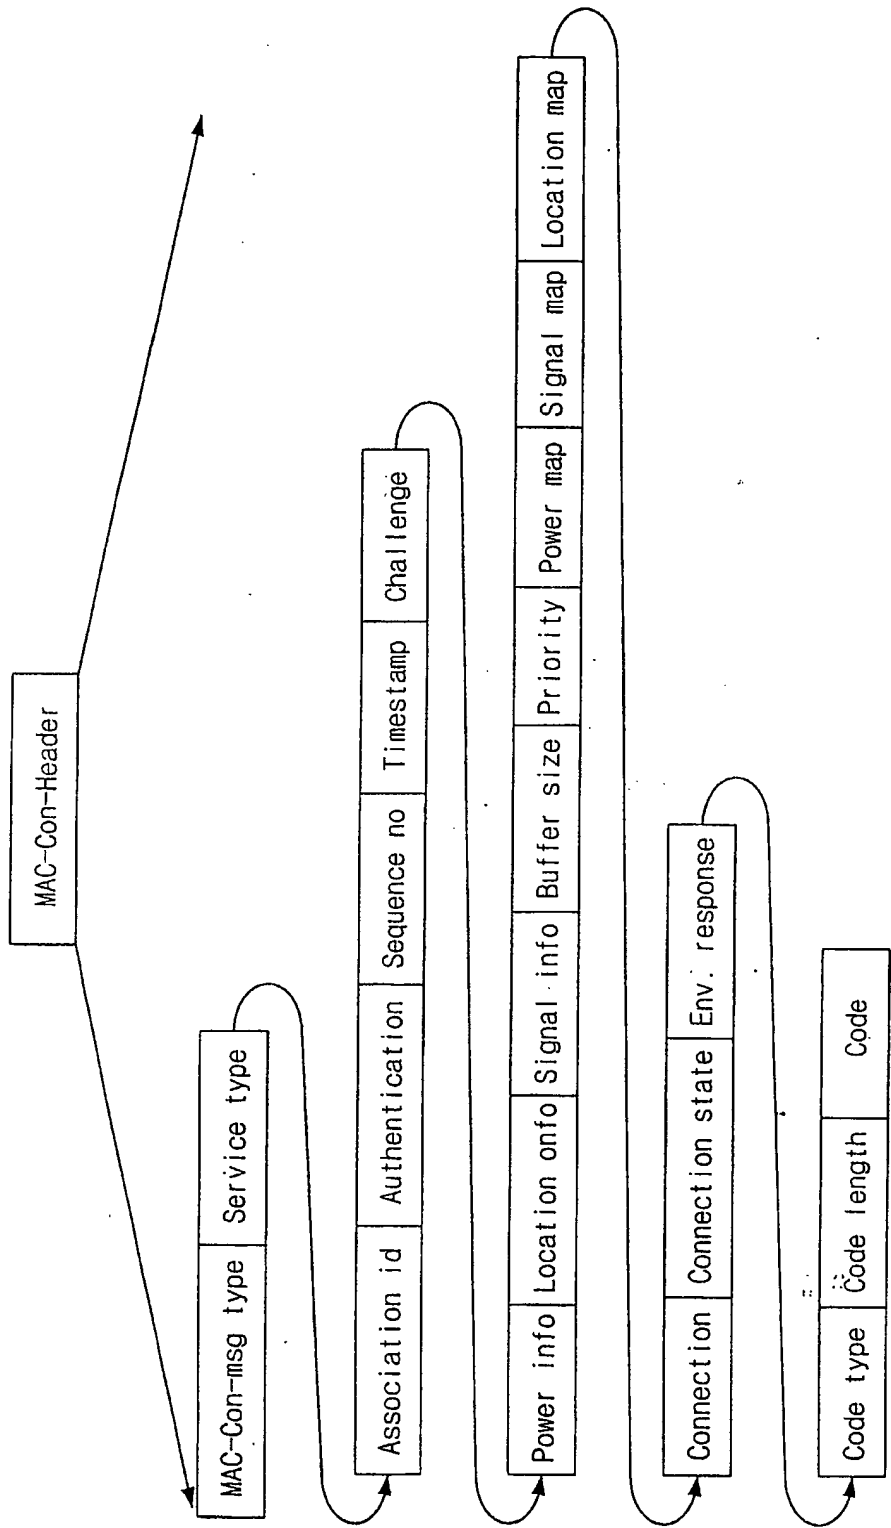 MAC-Con-Header
MAC-Con-msg type Service type
Association id Authentication Sequence no Timestamp Challenge
Power info Location onfo Signal info Buffer size Priority Power map Signal map Location map
Connection Connection state Env. response
Code type Code length Code